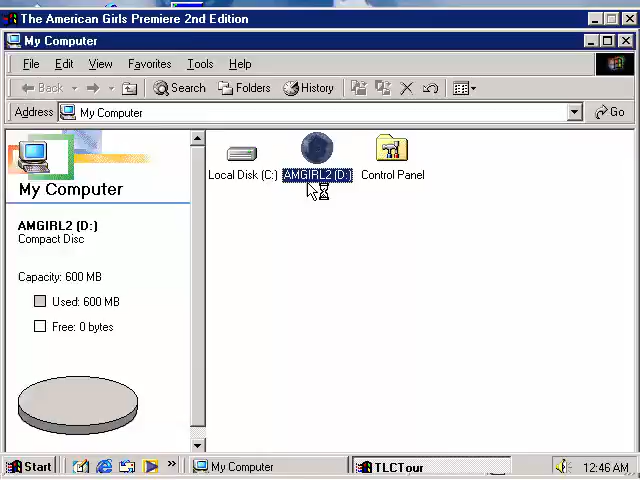 The American Girls Premiere 2nd Edition
My Computer
File Edit View Favorites Tools Help
Back Search Folders History
Address My Computer Go
Local Disk (C:) AMGIRL2 (D:) Control Panel
My Computer
AMGIRL2 (D:)
Compact Disc
Capacity: 600 MB
Used: 600 MB
Free: 0 bytes
Start » My Computer TLCTour 12:46 AM